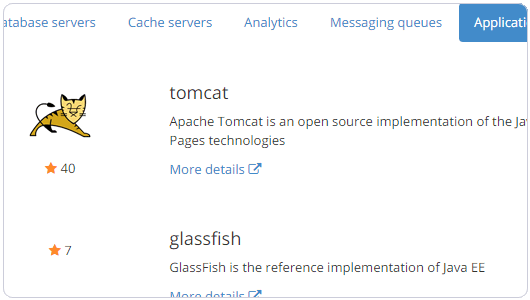 atabase servers Cache servers Analytics Messaging queues Applicati
tomcat
Apache Tomcat is an open source implementation of the Jav
Pages technologies
40
More details
glassfish
7
GlassFish is the reference implementation of Java EE
More details